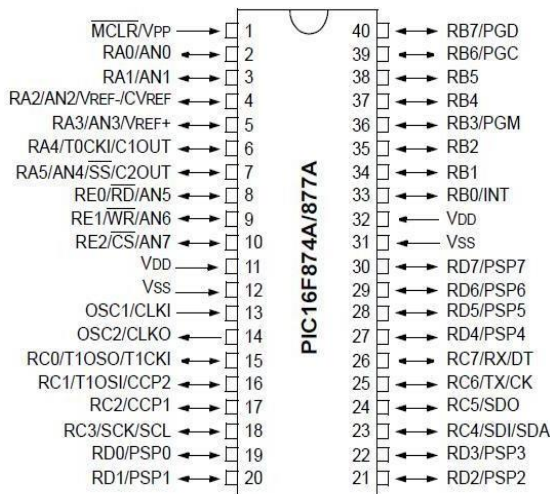 MCLR/VPP 1
RA0/AN0 2
RA1/AN1 3
RA2/AN2/VREF-/CVREF 4
RA3/AN3/VREF+ 5
RA4/T0CKI/C1OUT 6
RA5/AN4/SS/C2OUT 7
RE0/RD/AN5 8
RE1/WR/AN6 9
RE2/CS/AN7 10
VDD 11
VSS 12
OSC1/CLKI 13
OSC2/CLKO 14
RC0/T1OSO/T1CKI 15
RC1/T1OSI/CCP2 16
RC2/CCP1 17
RC3/SCK/SCL 18
RD0/PSP0 19
RD1/PSP1 20
PIC16F874A/877A
40 RB7/PGD
39 RB6/PGC
38 RB5
37 RB4
36 RB3/PGM
35 RB2
34 RB1
33 RB0/INT
32 VDD
31 VSS
30 RD7/PSP7
29 RD6/PSP6
28 RD5/PSP5
27 RD4/PSP4
26 RC7/RX/DT
25 RC6/TX/CK
24 RC5/SDO
23 RC4/SDI/SDA
22 RD3/PSP3
21 RD2/PSP2